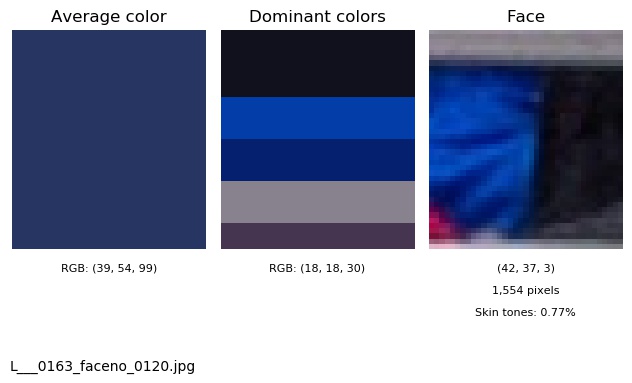 Average color
Dominant colors
Face
RGB: (39, 54, 99)
RGB: (18, 18, 30)
(42, 37, 3)
1,554 pixels
Skin tones: 0.77%
L___0163_faceno_0120.jpg